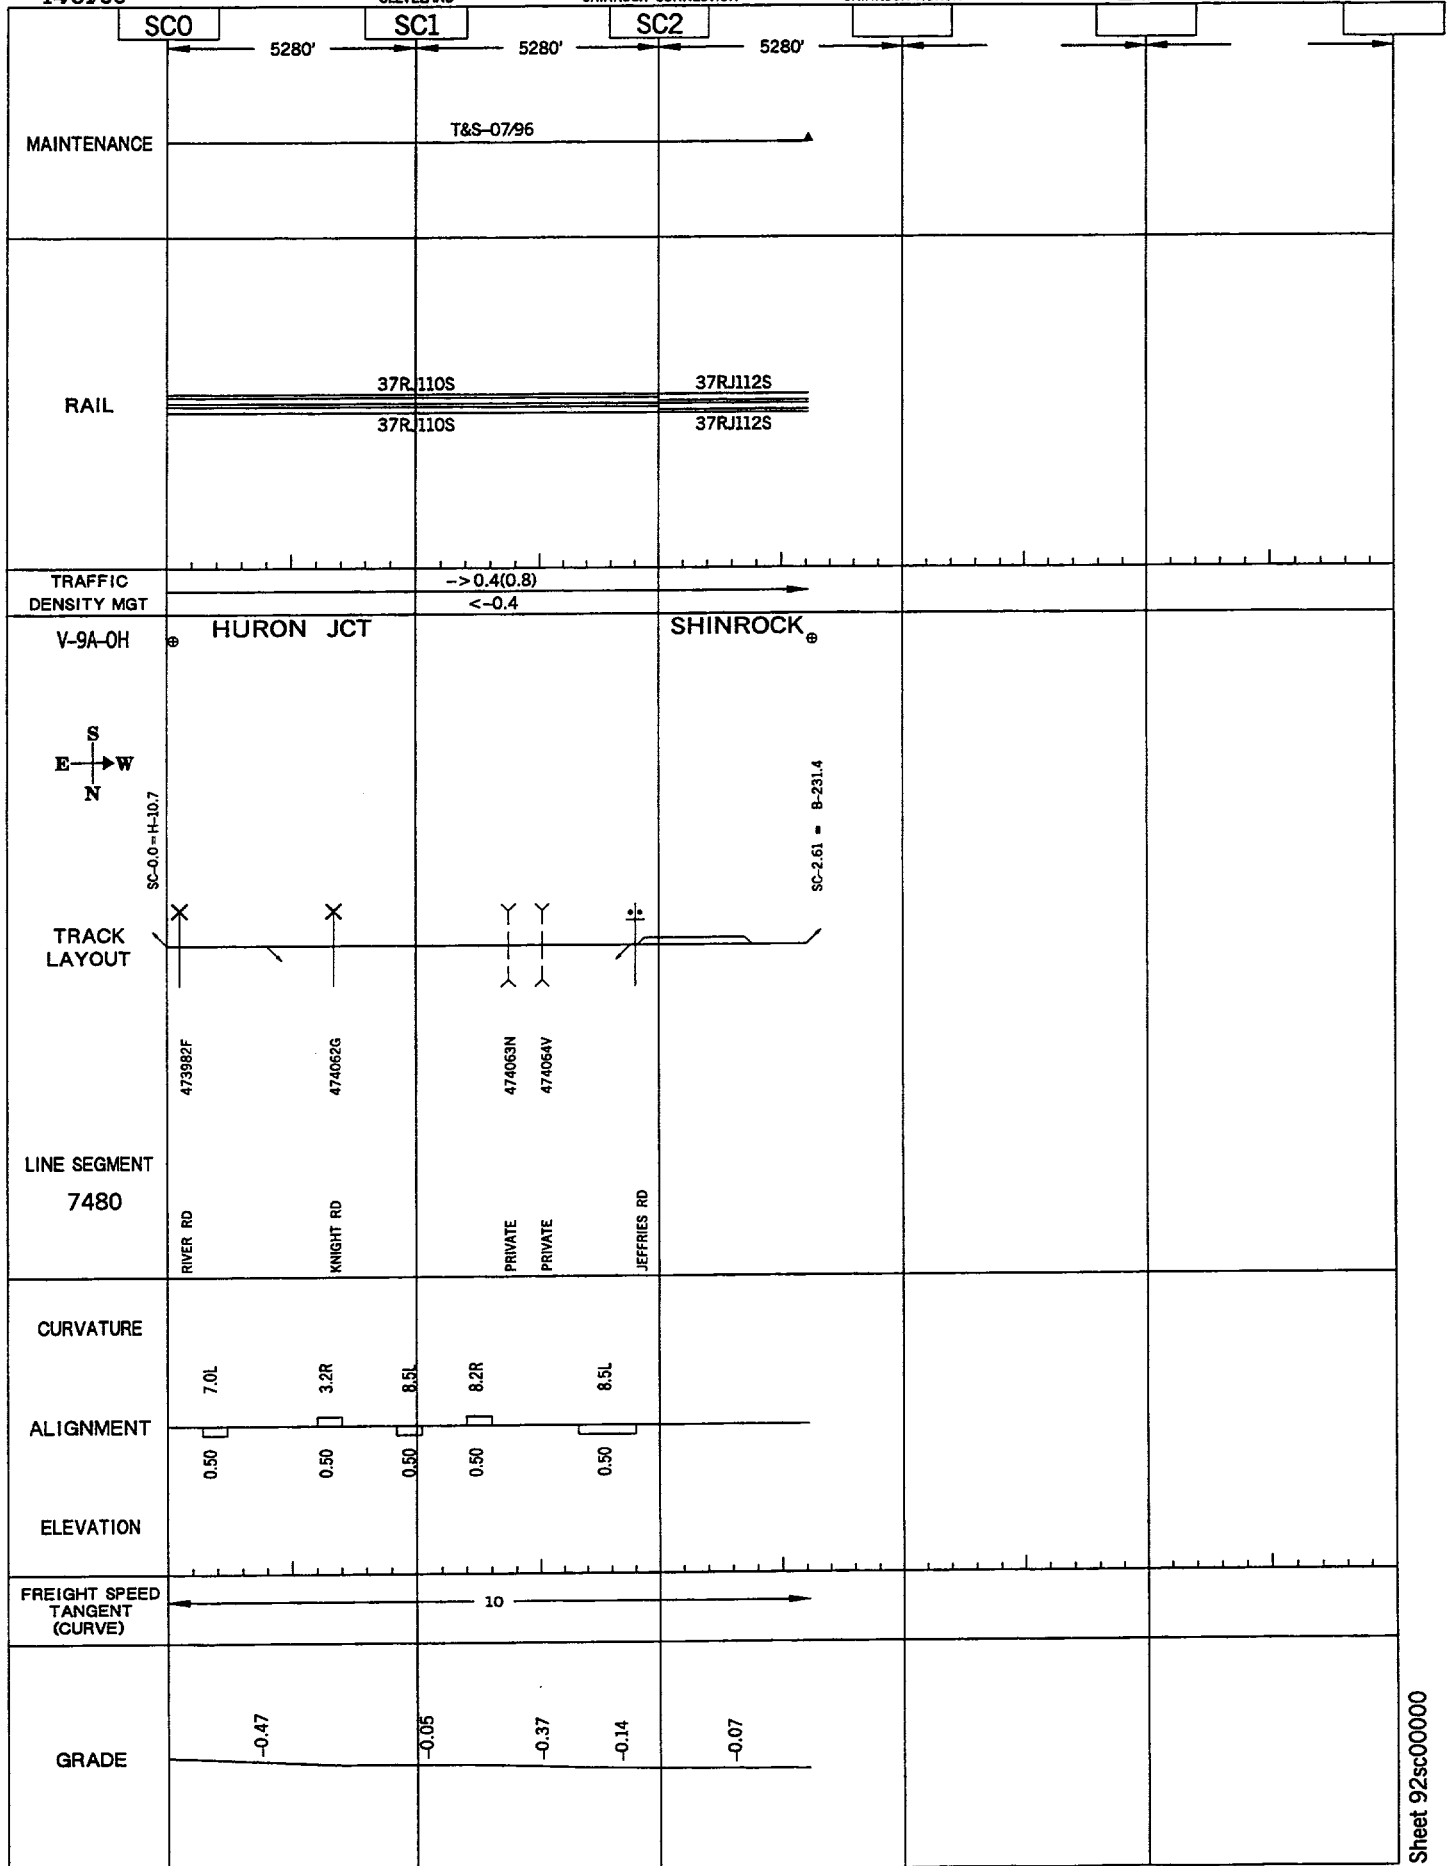 SC0 SC1 SC2
5280' 5280' 5280'
MAINTENANCE
T&S-07/96
RAIL
37RJ110S 37RJ112S
37RJ110S 37RJ112S
TRAFFIC
DENSITY MGT
->0.4(0.8)
<-0.4
V-9A-OH
HURON JCT
SHINROCK
S
E W
N
SC-0.0=H-10.7
SC-2.61 = B-231.4
TRACK
LAYOUT
473982F
474062G
474063N
474064V
LINE SEGMENT
7480
RIVER RD
KNIGHT RD
PRIVATE
PRIVATE
JEFFRIES RD
CURVATURE
7.0L 3.2R 8.5L 8.2R 8.5L
ALIGNMENT
0.50 0.50 0.50 0.50 0.50
ELEVATION
FREIGHT SPEED
TANGENT
(CURVE)
10
GRADE
-0.47 -0.05 -0.37 -0.14 -0.07
Sheet 92sc00000